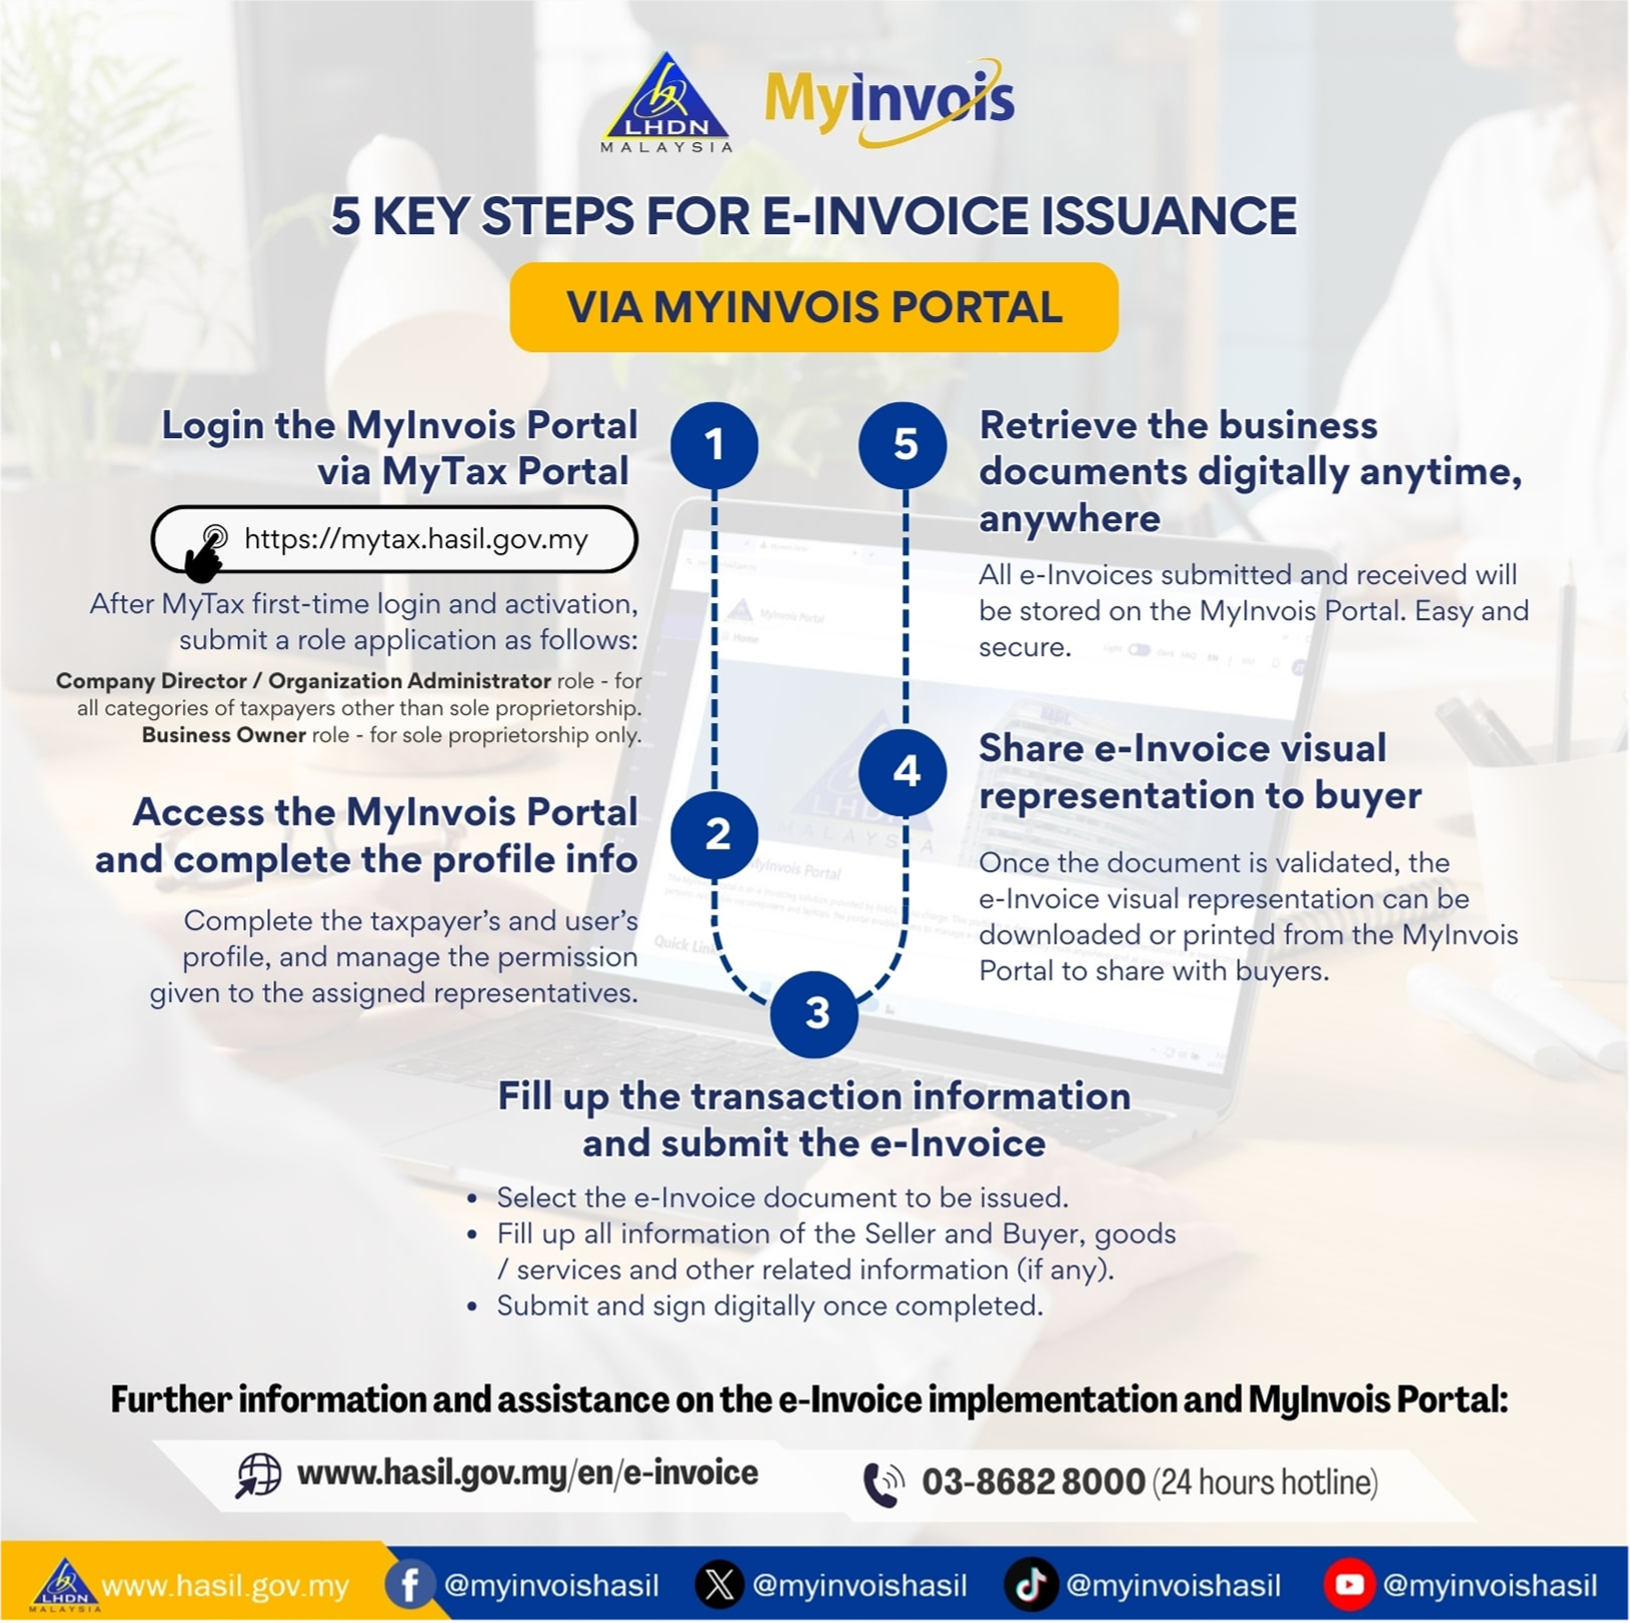 LHDN
MALAYSIA
MyInvois
5 KEY STEPS FOR E-INVOICE ISSUANCE
VIA MYINVOIS PORTAL
1
Login the MyInvois Portal
via MyTax Portal
https://mytax.hasil.gov.my
After MyTax first-time login and activation,
submit a role application as follows:
Company Director / Organization Administrator role - for
all categories of taxpayers other than sole proprietorship.
Business Owner role - for sole proprietorship only.
2
Access the MyInvois Portal
and complete the profile info
Complete the taxpayer's and user's
profile, and manage the permission
given to the assigned representatives.
3
Fill up the transaction information
and submit the e-Invoice
• Select the e-Invoice document to be issued.
• Fill up all information of the Seller and Buyer, goods
/ services and other related information (if any).
• Submit and sign digitally once completed.
4
Share e-Invoice visual
representation to buyer
Once the document is validated, the
e-Invoice visual representation can be
downloaded or printed from the MyInvois
Portal to share with buyers.
5
Retrieve the business
documents digitally anytime,
anywhere
All e-Invoices submitted and received will
be stored on the MyInvois Portal. Easy and
secure.
MyInvois Portal
Home
LHDN
MALAYSIA
MyInvois Portal
Further information and assistance on the e-Invoice implementation and MyInvois Portal:
www.hasil.gov.my/en/e-invoice
03-8682 8000 (24 hours hotline)
LHDN
MALAYSIA
www.hasil.gov.my
@myinvoishasil
@myinvoishasil
@myinvoishasil
@myinvoishasil